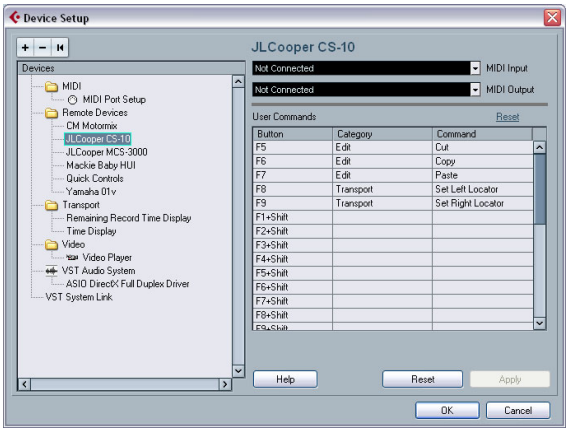 Device Setup
+ -
JLCooper CS-10
Devices
MIDI
MIDI Port Setup
Remote Devices
CM Motormix
JLCooper CS-10
JLCooper MCS-3000
Mackie Baby HUI
Quick Controls
Yamaha 01v
Transport
Remaining Record Time Display
Time Display
Video
Video Player
VST Audio System
ASIO DirectX Full Duplex Driver
VST System Link
Not Connected MIDI Input
Not Connected MIDI Output
User Commands Reset
Button Category Command
F5 Edit Cut
F6 Edit Copy
F7 Edit Paste
F8 Transport Set Left Locator
F9 Transport Set Right Locator
F1+Shift
F2+Shift
F3+Shift
F4+Shift
F5+Shift
F6+Shift
F7+Shift
F8+Shift
F9+Shift
Help Reset Apply
OK Cancel